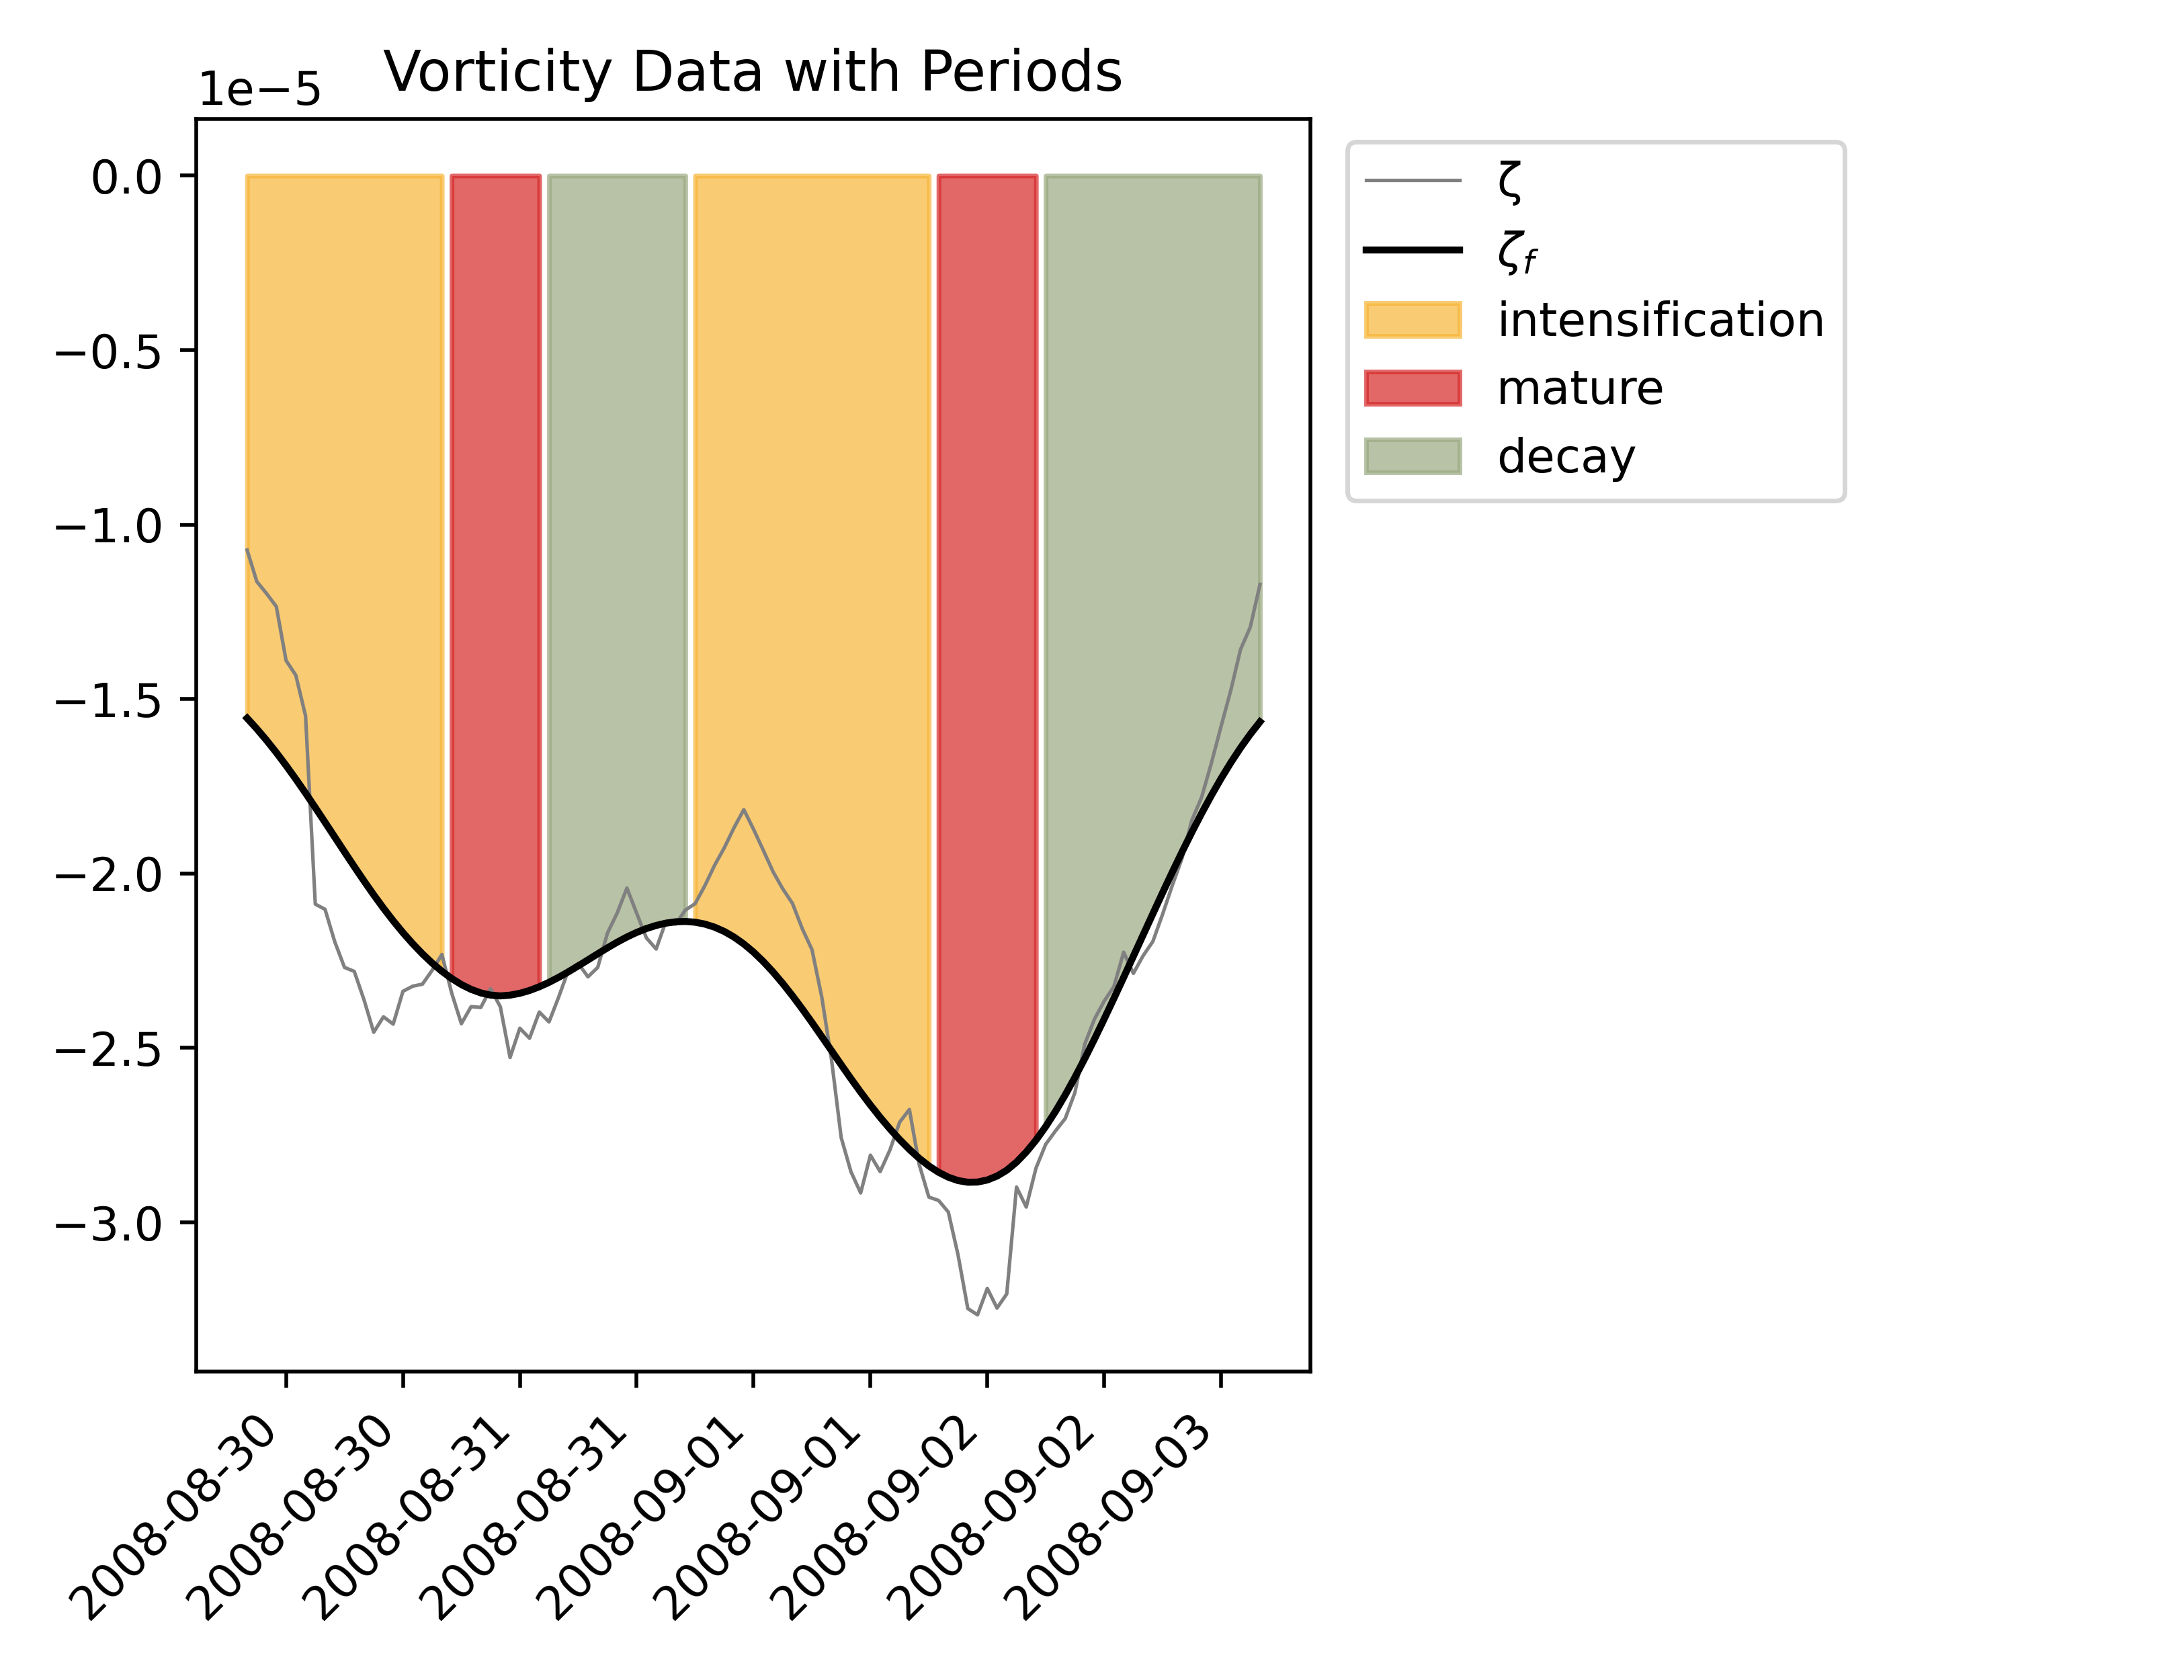 Vorticity Data with Periods
1e−5
0.0
−0.5
−1.0
−1.5
−2.0
−2.5
−3.0
2008-08-30
2008-08-30
2008-08-31
2008-08-31
2008-09-01
2008-09-01
2008-09-02
2008-09-02
2008-09-03
ζ
ζf
intensification
mature
decay